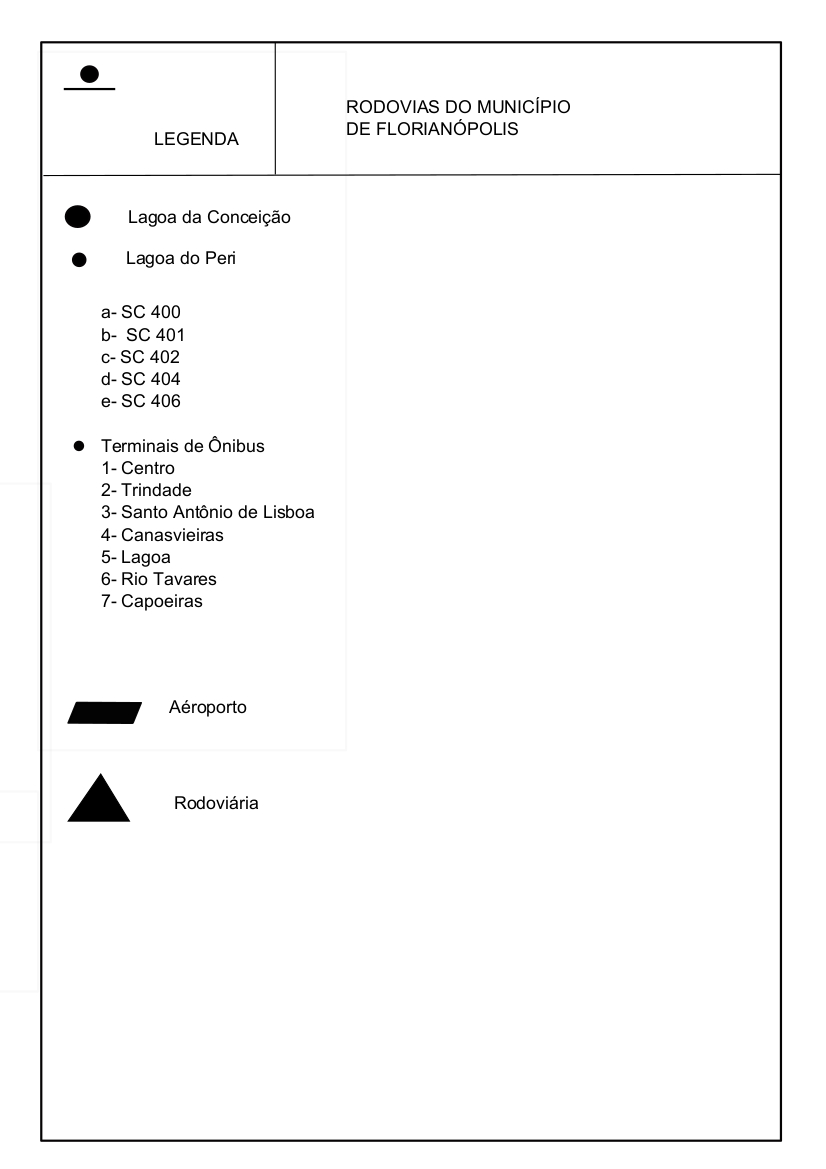 LEGENDA
RODOVIAS DO MUNICÍPIO
DE FLORIANÓPOLIS
Lagoa da Conceição
Lagoa do Peri
a- SC 400
b- SC 401
c- SC 402
d- SC 404
e- SC 406
Terminais de Ônibus
1- Centro
2- Trindade
3- Santo Antônio de Lisboa
4- Canasvieiras
5- Lagoa
6- Rio Tavares
7- Capoeiras
Aéroporto
Rodoviária